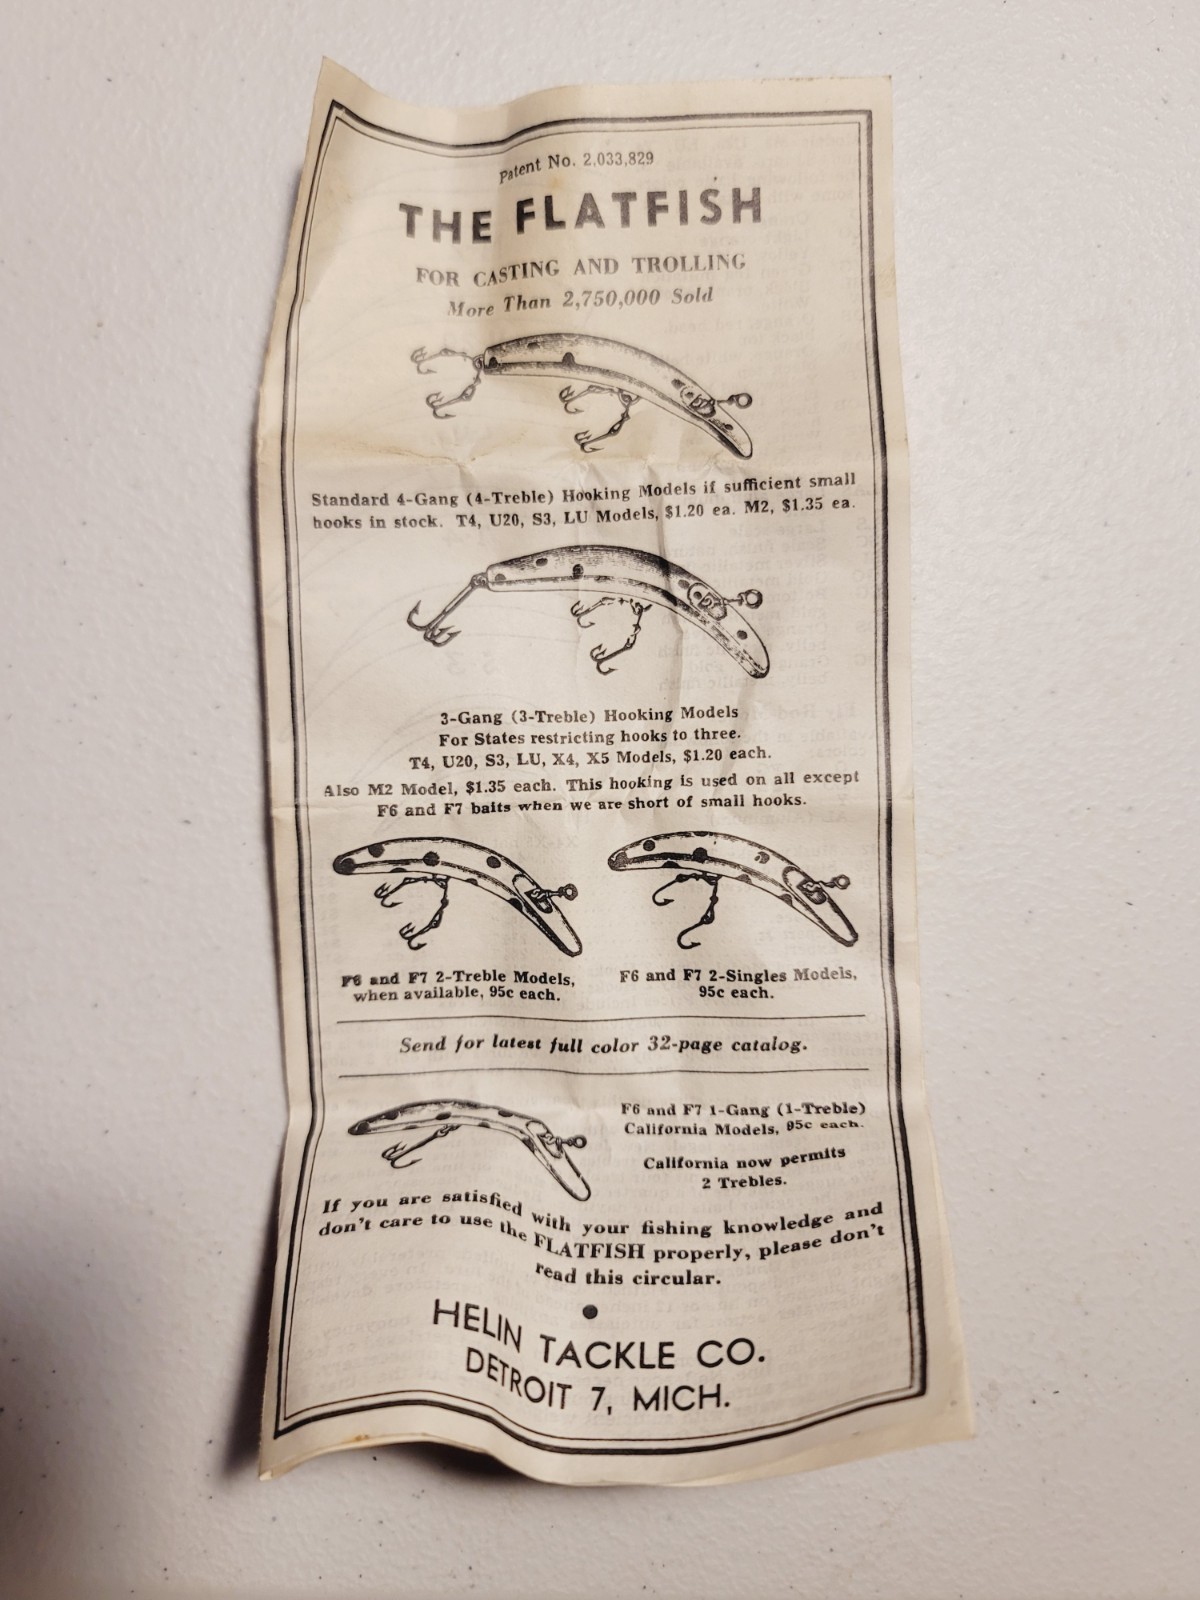 Patent No. 2,033,829
THE FLATFISH
FOR CASTING AND TROLLING
More Than 2,750,000 Sold
Standard 4-Gang (4-Treble) Hooking Models if sufficient small
hooks in stock. T4, U20, S3, LU Models, $1.20 ea. M2, $1.35 ea.
3-Gang (3-Treble) Hooking Models
For States restricting hooks to three.
T4, U20, S3, LU, X4, X5 Models, $1.20 each.
Also M2 Model, $1.35 each. This hooking is used on all except
F6 and F7 baits when we are short of small hooks.
F6 and F7 2-Treble Models,
when available, 95c each.
F6 and F7 2-Singles Models,
95c each.
Send for latest full color 32-page catalog.
F6 and F7 1-Gang (1-Treble)
California Models, 95c each.
California now permits
2 Trebles.
If you are satisfied with your fishing knowledge and
don't care to use the FLATFISH properly, please don't
read this circular.
HELIN TACKLE CO.
DETROIT 7, MICH.